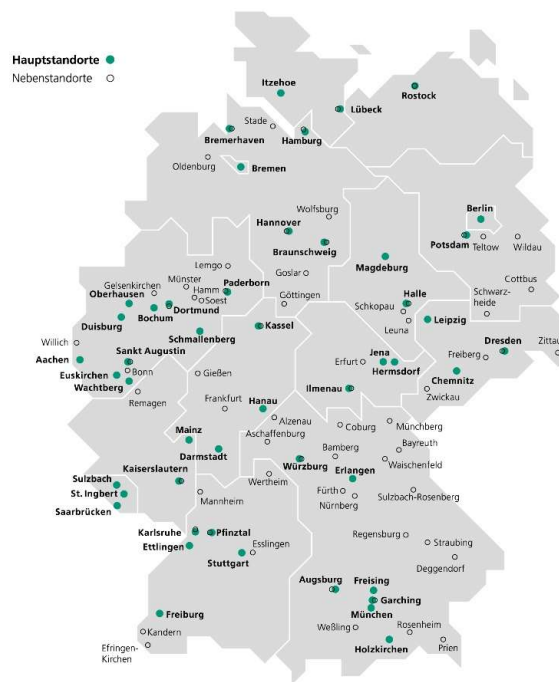 Hauptstandorte
Nebenstandorte
Itzehoe
Rostock
Lübeck
Stade
Bremerhaven
Hamburg
Oldenburg
Bremen
Wolfsburg
Berlin
Hannover
Braunschweig
Potsdam
Teltow
Wildau
Lemgo
Goslar
Magdeburg
Cottbus
Münster
Paderborn
Gelsenkirchen
Hamm
Göttingen
Halle
Schwarz-
heide
Oberhausen
Soest
Schkopau
Bochum
Dortmund
Leipzig
Duisburg
Kassel
Leuna
Schmallenberg
Willich
Dresden
Zittau
Sankt Augustin
Jena
Freiberg
Aachen
Erfurt
Hermsdorf
Euskirchen
Bonn
Gießen
Chemnitz
Wachtberg
Ilmenau
Zwickau
Remagen
Frankfurt
Hanau
Alzenau
Coburg
Münchberg
Mainz
Aschaffenburg
Bayreuth
Bamberg
Darmstadt
Waischenfeld
Kaiserslautern
Würzburg
Erlangen
Sulzbach
Wertheim
St. Ingbert
Fürth
Sulzbach-Rosenberg
Mannheim
Nürnberg
Saarbrücken
Karlsruhe
Pfinztal
Regensburg
Ettlingen
Esslingen
Straubing
Stuttgart
Deggendorf
Augsburg
Freising
Garching
Freiburg
München
Weßling
Rosenheim
Kandern
Efringen-
Kirchen
Holzkirchen
Prien